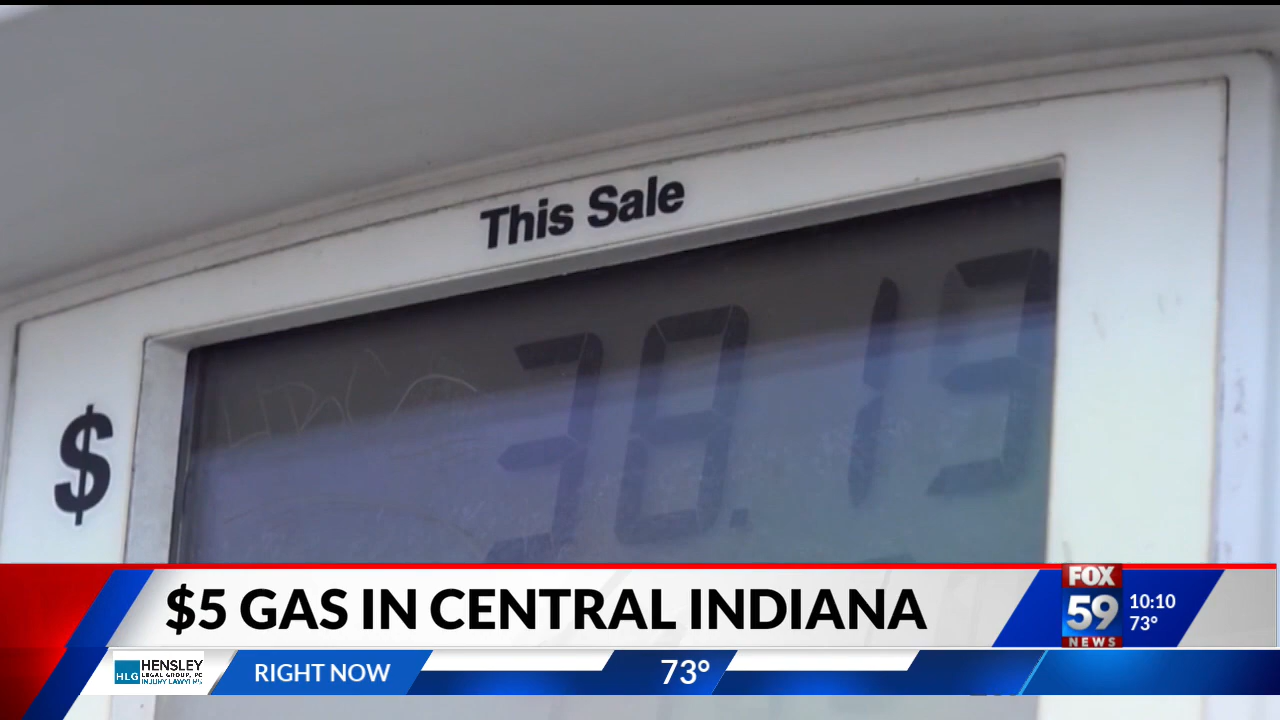 This Sale
$
38.19
$5 GAS IN CENTRAL INDIANA
FOX
59
NEWS
10:10
73°
HLG
HENSLEY
LEGAL GROUP, PC
INJURY LAWYERS
RIGHT NOW
73°